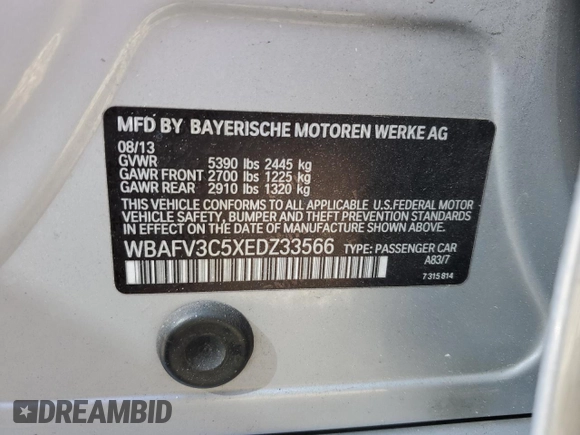 MFD BY BAYERISCHE MOTOREN WERKE AG
08/13
GVWR 5390 lbs 2445 kg
GAWR FRONT 2700 lbs 1225 kg
GAWR REAR 2910 lbs 1320 kg
THIS VEHICLE CONFORMS TO ALL APPLICABLE U.S.FEDERAL MOTOR
VEHICLE SAFETY, BUMPER AND THEFT PREVENTION STANDARDS
IN EFFECT ON THE DATE OF MANUFACTURE SHOWN ABOVE.
WBAFV3C5XEDZ33566 TYPE: PASSENGER CAR
A83/7
7 315 814
DREAMBID